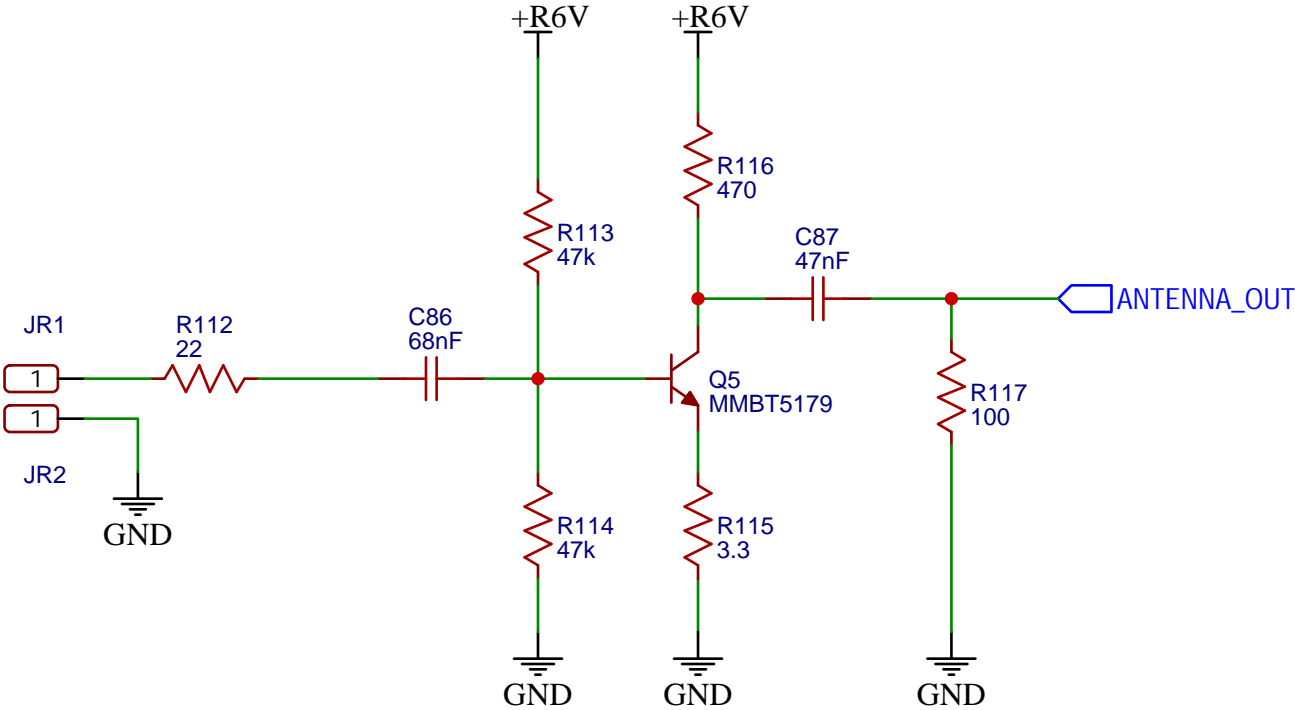 +R6V
+R6V
R116
470
R113
47k
C87
47nF
ANTENNA_OUT
JR1
R112
22
C86
68nF
1
Q5
MMBT5179
R117
100
1
JR2
GND
R114
47k
R115
3.3
GND
GND
GND